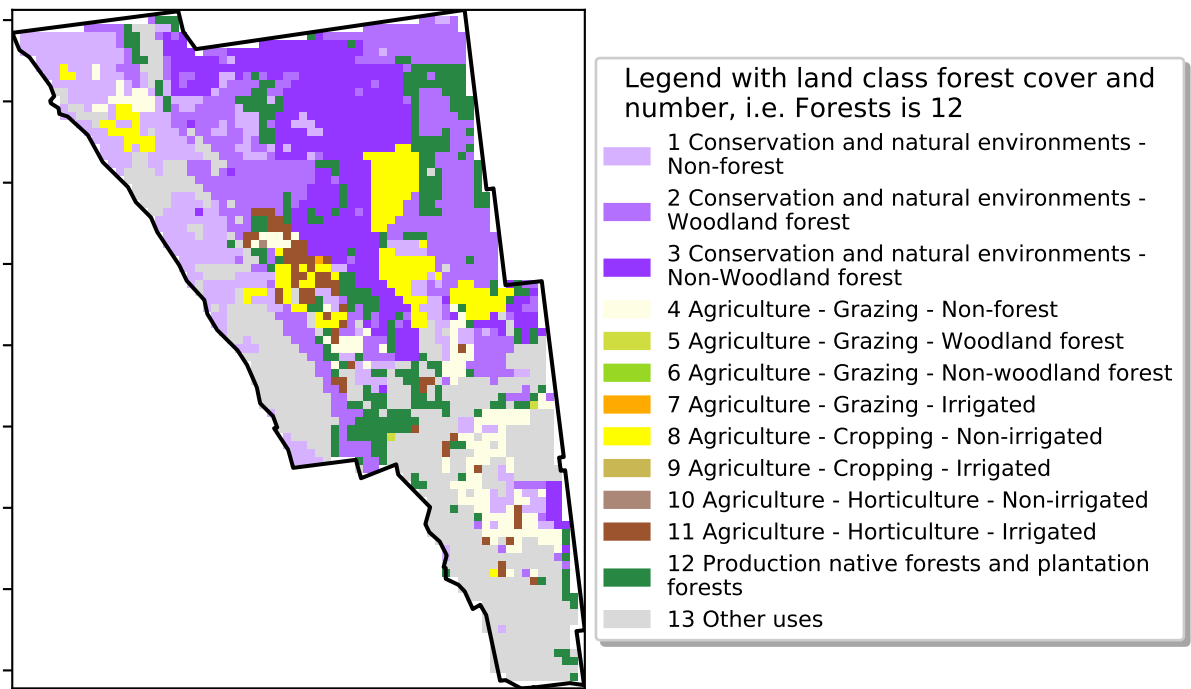 Legend with land class forest cover and
number, i.e. Forests is 12
1 Conservation and natural environments -
Non-forest
2 Conservation and natural environments -
Woodland forest
3 Conservation and natural environments -
Non-Woodland forest
4 Agriculture - Grazing - Non-forest
5 Agriculture - Grazing - Woodland forest
6 Agriculture - Grazing - Non-woodland forest
7 Agriculture - Grazing - Irrigated
8 Agriculture - Cropping - Non-irrigated
9 Agriculture - Cropping - Irrigated
10 Agriculture - Horticulture - Non-irrigated
11 Agriculture - Horticulture - Irrigated
12 Production native forests and plantation
forests
13 Other uses